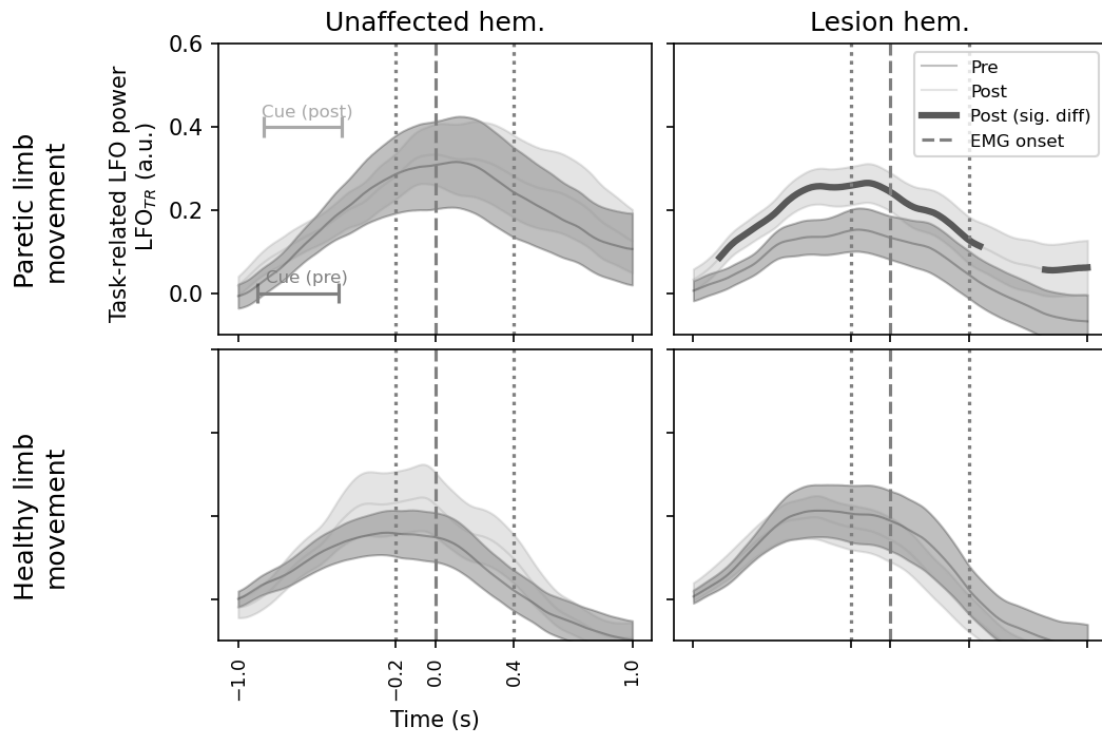 Unaffected hem.
Lesion hem.
Paretic limb
movement
Task-related LFO power
LFO_TR (a.u.)
0.6
0.4
0.2
0.0
Cue (post)
Cue (pre)
Pre
Post
Post (sig. diff)
EMG onset
Healthy limb
movement
−1.0
−0.2
0.0
0.4
1.0
Time (s)